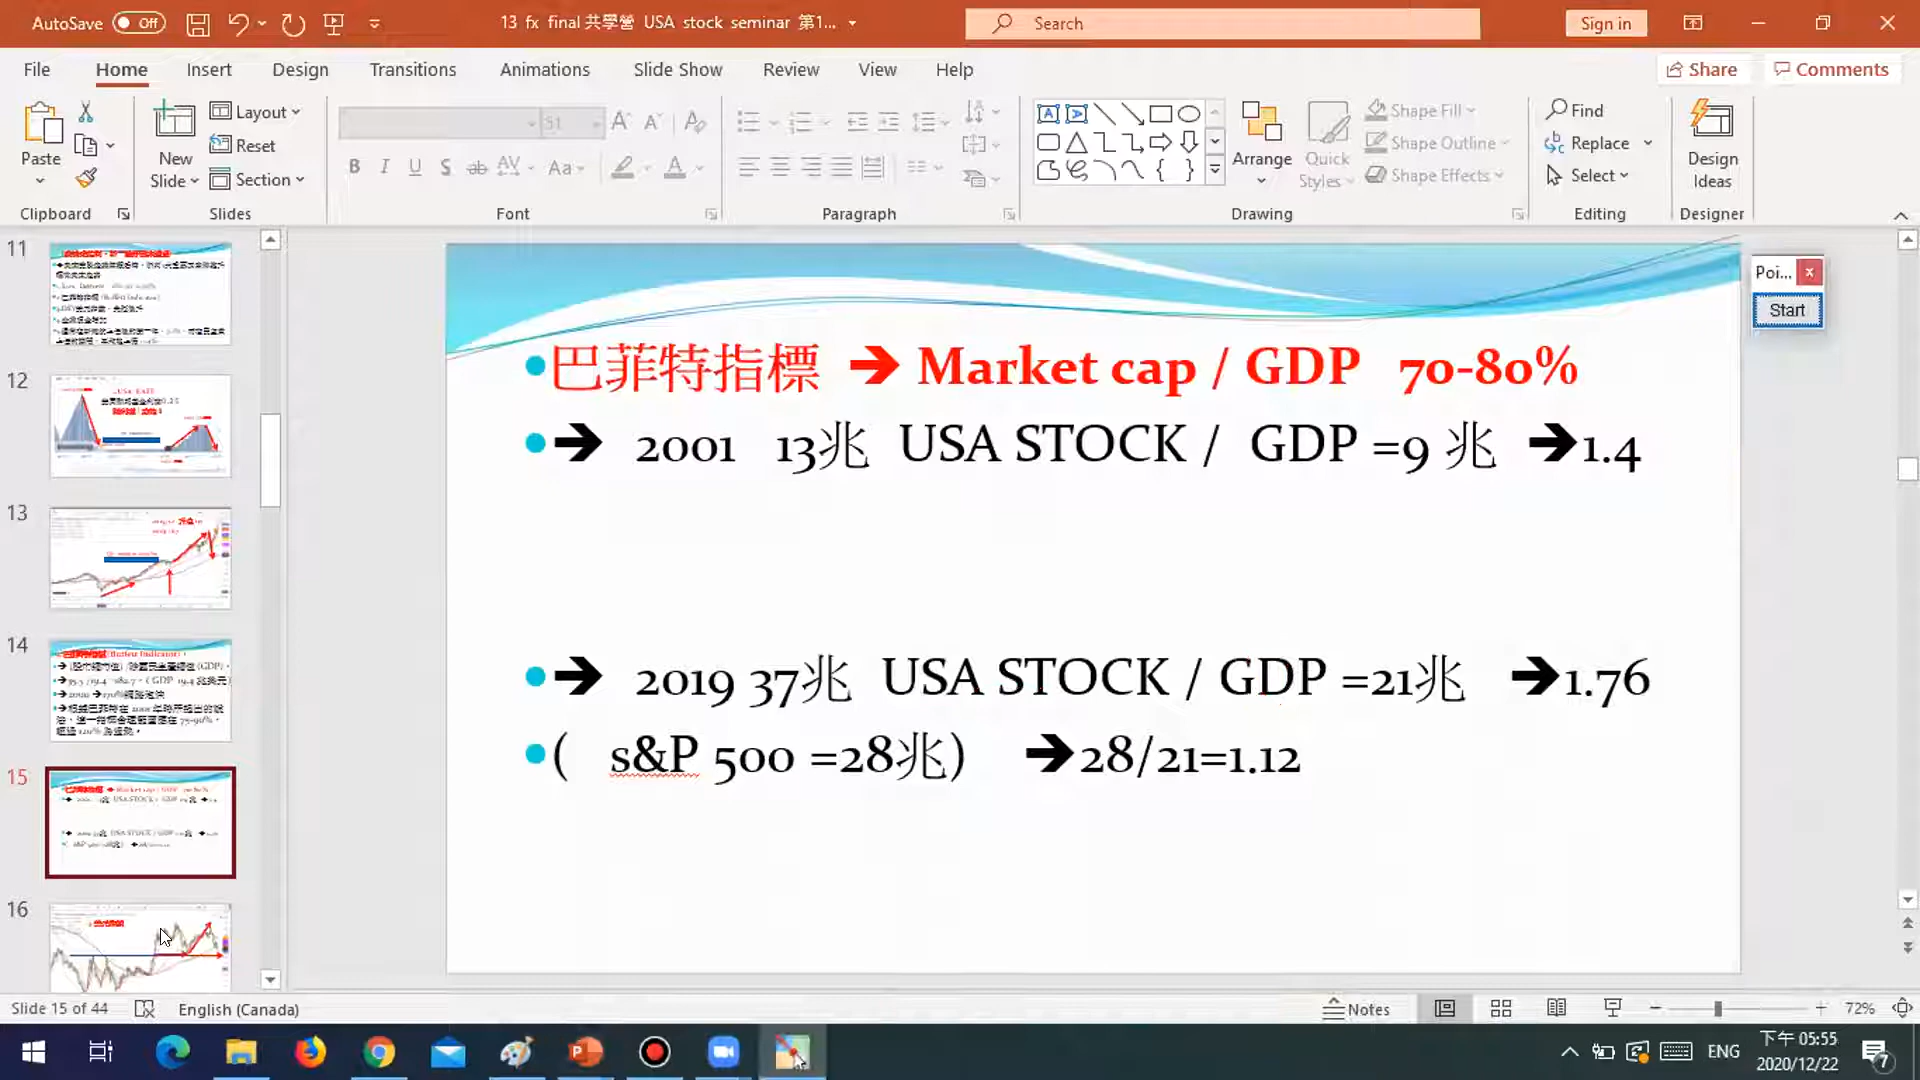 AutoSave Off
13 fx final 共學營 USA stock seminar 第1...
Search
Sign in
File Home Insert Design Transitions Animations Slide Show Review View Help
Share Comments
Paste
New Slide
Layout
Reset
Section
51
Arrange
Quick Styles
Shape Fill
Shape Outline
Shape Effects
Find
Replace
Select
Design Ideas
Clipboard Slides Font Paragraph Drawing Editing Designer
11
12
13
14
15
16
Poi...
Start
巴菲特指標 ➔ Market cap / GDP 70-80%
➔ 2001 13兆 USA STOCK / GDP =9 兆 ➔1.4
➔ 2019 37兆 USA STOCK / GDP =21兆 ➔1.76
( s&P 500 =28兆) ➔28/21=1.12
Slide 15 of 44
English (Canada)
Notes
72%
ENG
下午 05:55
2020/12/22
7